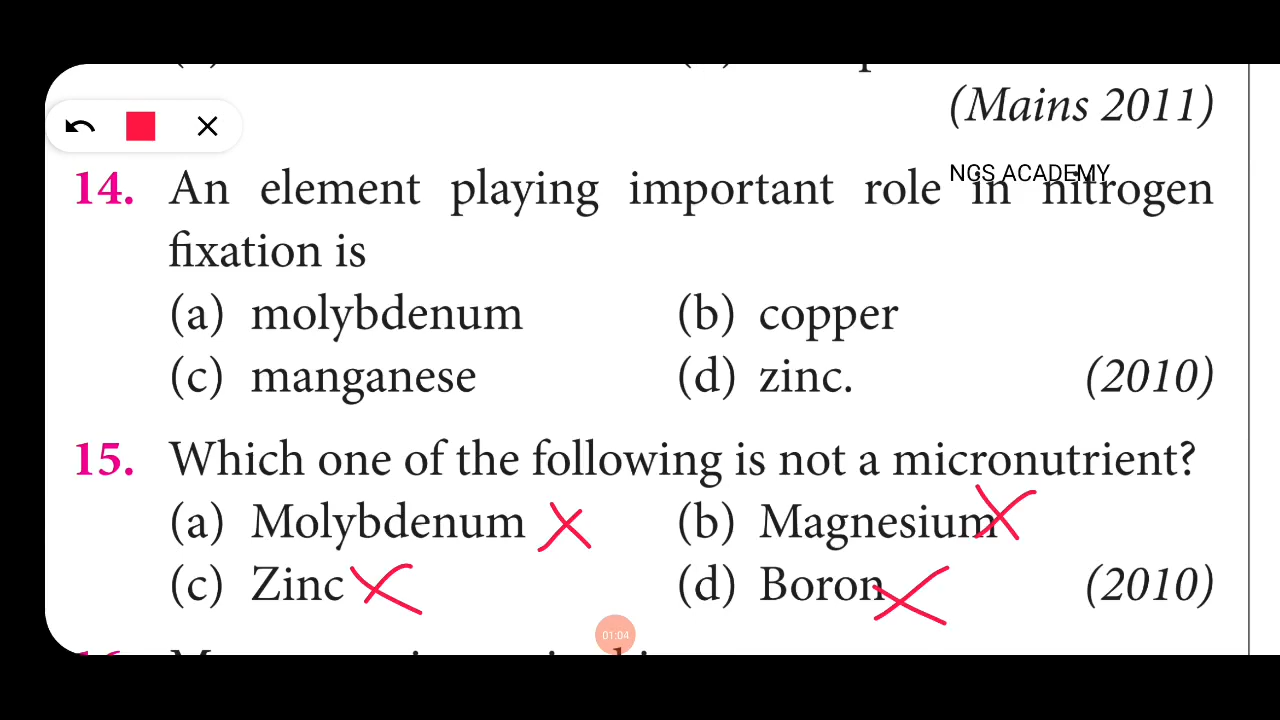 (Mains 2011)
NGS ACADEMY
14. An element playing important role in nitrogen
fixation is
(a) molybdenum (b) copper
(c) manganese (d) zinc. (2010)
15. Which one of the following is not a micronutrient?
(a) Molybdenum (b) Magnesium
(c) Zinc (d) Boron (2010)
01:04